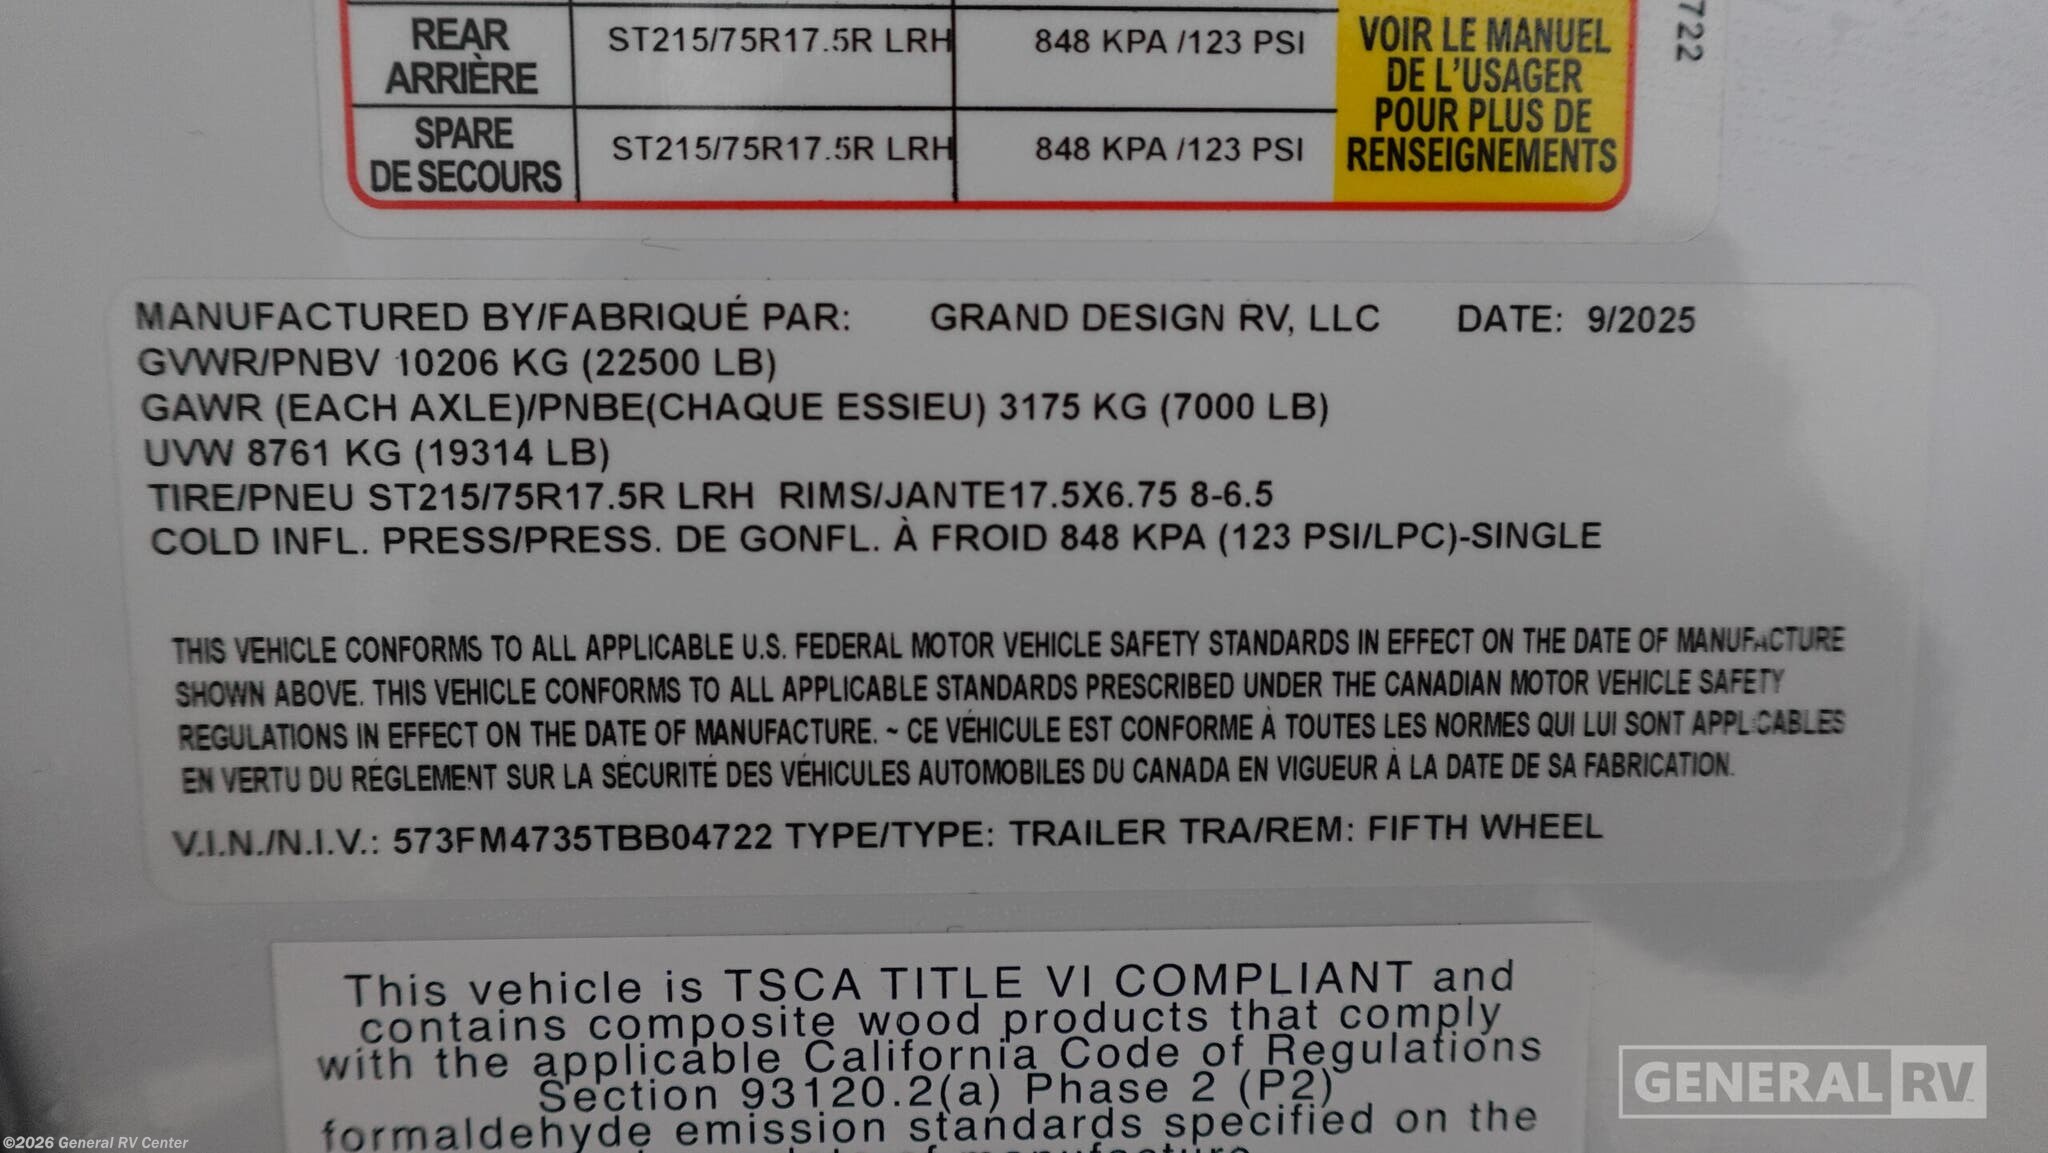 REAR
ARRIÈRE
ST215/75R17.5R LRH
848 KPA /123 PSI
SPARE
DE SECOURS
ST215/75R17.5R LRH
848 KPA /123 PSI
VOIR LE MANUEL
DE L'USAGER
POUR PLUS DE
RENSEIGNEMENTS
722
MANUFACTURED BY/FABRIQUÉ PAR: GRAND DESIGN RV, LLC DATE: 9/2025
GVWR/PNBV 10206 KG (22500 LB)
GAWR (EACH AXLE)/PNBE(CHAQUE ESSIEU) 3175 KG (7000 LB)
UVW 8761 KG (19314 LB)
TIRE/PNEU ST215/75R17.5R LRH RIMS/JANTE17.5X6.75 8-6.5
COLD INFL. PRESS/PRESS. DE GONFL. À FROID 848 KPA (123 PSI/LPC)-SINGLE
THIS VEHICLE CONFORMS TO ALL APPLICABLE U.S. FEDERAL MOTOR VEHICLE SAFETY STANDARDS IN EFFECT ON THE DATE OF MANUFACTURE
SHOWN ABOVE. THIS VEHICLE CONFORMS TO ALL APPLICABLE STANDARDS PRESCRIBED UNDER THE CANADIAN MOTOR VEHICLE SAFETY
REGULATIONS IN EFFECT ON THE DATE OF MANUFACTURE. ~ CE VÉHICULE EST CONFORME À TOUTES LES NORMES QUI LUI SONT APPLICABLES
EN VERTU DU RÉGLEMENT SUR LA SÉCURITÉ DES VÉHICULES AUTOMOBILES DU CANADA EN VIGUEUR À LA DATE DE SA FABRICATION.
V.I.N./N.I.V.: 573FM4735TBB04722 TYPE/TYPE: TRAILER TRA/REM: FIFTH WHEEL
This vehicle is TSCA TITLE VI COMPLIANT and
contains composite wood products that comply
with the applicable California Code of Regulations
Section 93120.2(a) Phase 2 (P2)
formaldehyde emission standards specified on the
GENERAL RV
©2026 General RV Center